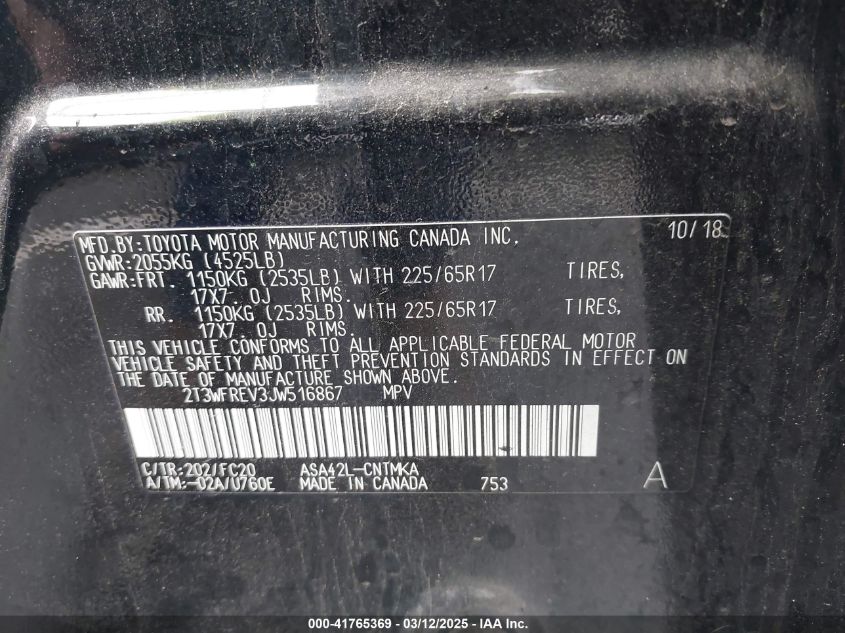 MFD.BY:TOYOTA MOTOR MANUFACTURING CANADA INC. 10/18
GVWR:2055KG (4525LB)
GAWR:FRT. 1150KG (2535LB) WITH 225/65R17 TIRES,
17X7.0J RIMS.
RR. 1150KG (2535LB) WITH 225/65R17 TIRES,
17X7.0J RIMS.
THIS VEHICLE CONFORMS TO ALL APPLICABLE FEDERAL MOTOR
VEHICLE SAFETY AND THEFT PREVENTION STANDARDS IN EFFECT ON
THE DATE OF MANUFACTURE SHOWN ABOVE.
2T3WFREV3JW516867 MPV
C/TR:202/FC20 ASA42L-CNTMKA
A/TM:-02A/U760E MADE IN CANADA 753 A
000-41765369 - 03/12/2025 - IAA Inc.